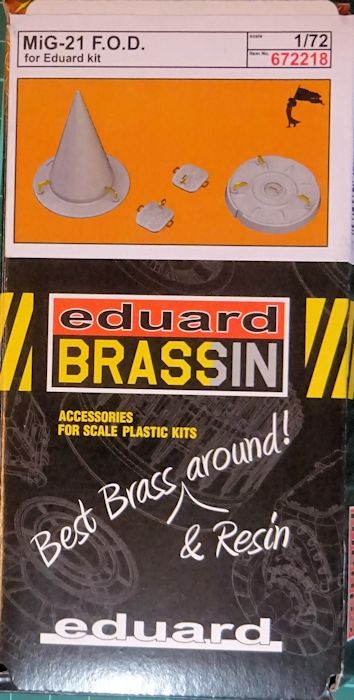 MiG-21 F.O.D.
for Eduard kit
scale
1/72
Item No.
672218
eduard
BRASSIN
ACCESSORIES
FOR SCALE PLASTIC KITS
Best Brass around!
& Resin
eduard